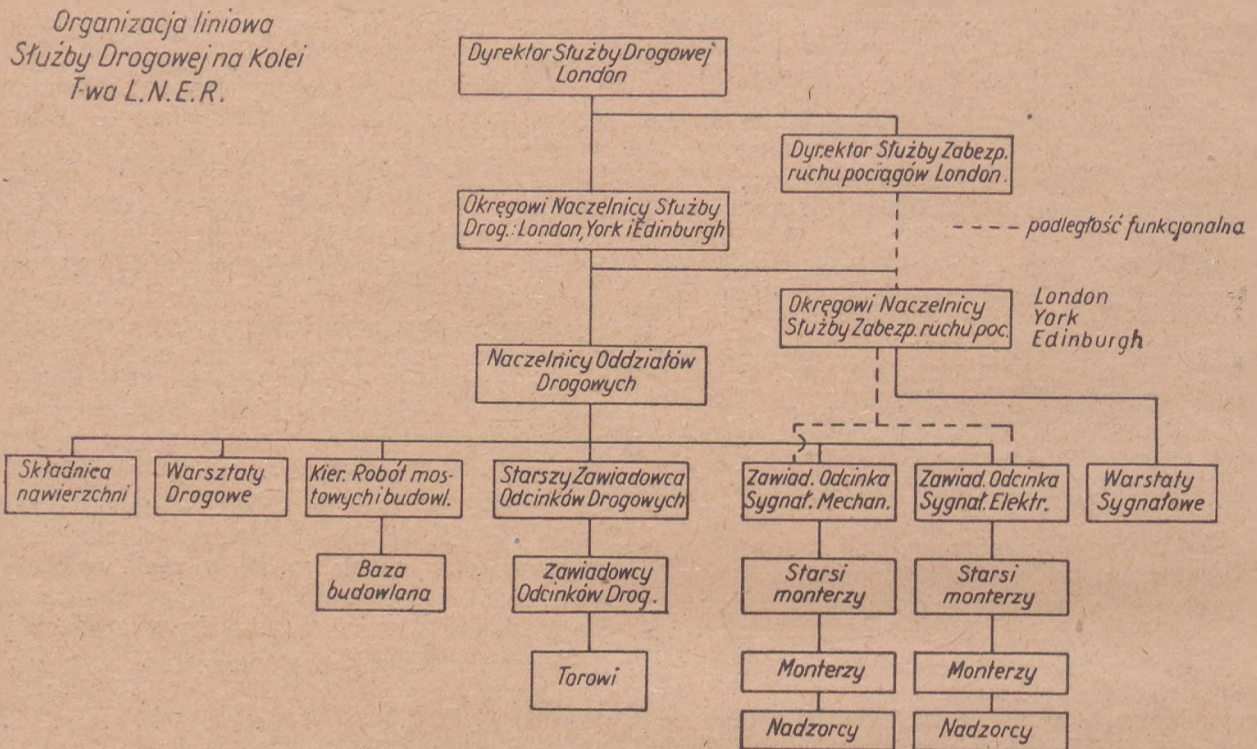 Organizacja liniowa
Służby Drogowej na Kolei
T-wa L.N.E.R.
Dyrektor Służby Drogowej
London
Dyrektor Służby Zabezp.
ruchu pociągów London.
Okręgowi Naczelnicy Służby
Drog.: London, York i Edinburgh
---- podległość funkcjonalna
Okręgowi Naczelnicy
Służby Zabezp. ruchu poc.
London
York
Edinburgh
Naczelnicy Oddziałów
Drogowych
Składnica
nawierzchni
Warsztaty
Drogowe
Kier. Robót mos-
towych i budowl.
Starszy Zawiadowca
Odcinków Drogowych
Zawiad. Odcinka
Sygnał. Mechan.
Zawiad. Odcinka
Sygnał. Elektr.
Warstaty
Sygnałowe
Baza
budowlana
Zawiadowcy
Odcinków Drog.
Starsi
monterzy
Starsi
monterzy
Torowi
Monterzy
Monterzy
Nadzorcy
Nadzorcy